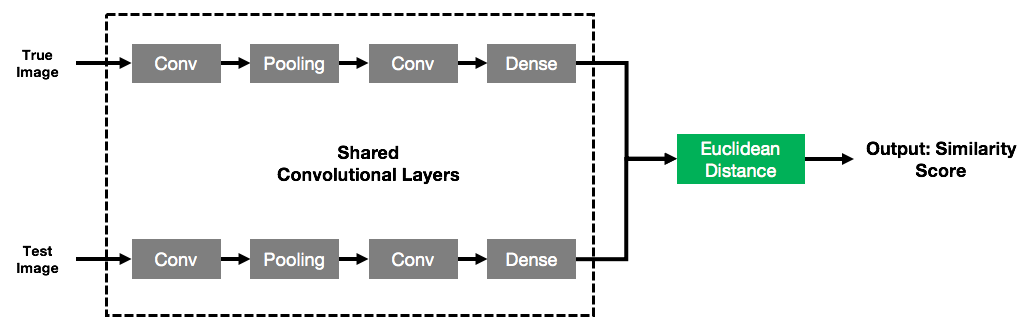 True
Image
Conv
Pooling
Conv
Dense
Shared
Convolutional Layers
Euclidean
Distance
Output: Similarity
Score
Test
Image
Conv
Pooling
Conv
Dense